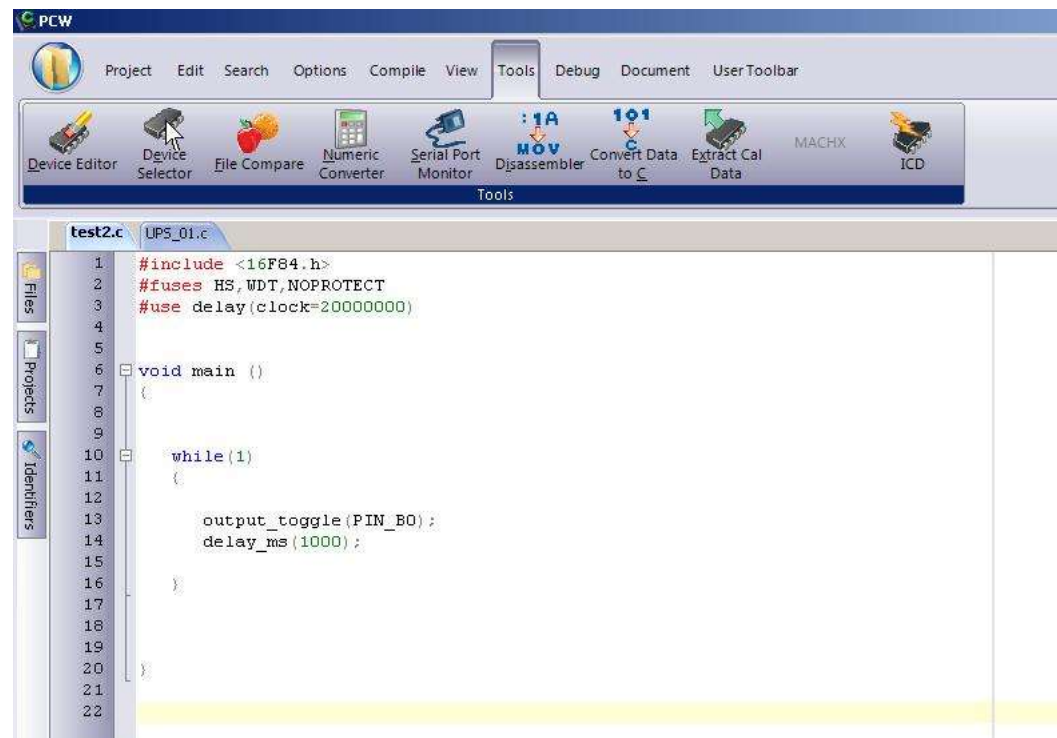 PCW
Project Edit Search Options Compile View Tools Debug Document User Toolbar
Device Editor Device Selector File Compare Numeric Converter Serial Port Monitor :1A MOV Disassembler 101 C Convert Data to C Extract Cal Data MACHX ICD
Tools
test2.c UPS_01.c
Files
Projects
Identifiers
1 #include <16F84.h>
2 #fuses HS,WDT,NOPROTECT
3 #use delay(clock=20000000)
4
5
6 void main ()
7 {
8
9
10 while(1)
11 {
12
13 output_toggle(PIN_B0);
14 delay_ms(1000);
15
16 }
17
18
19
20 }
21
22